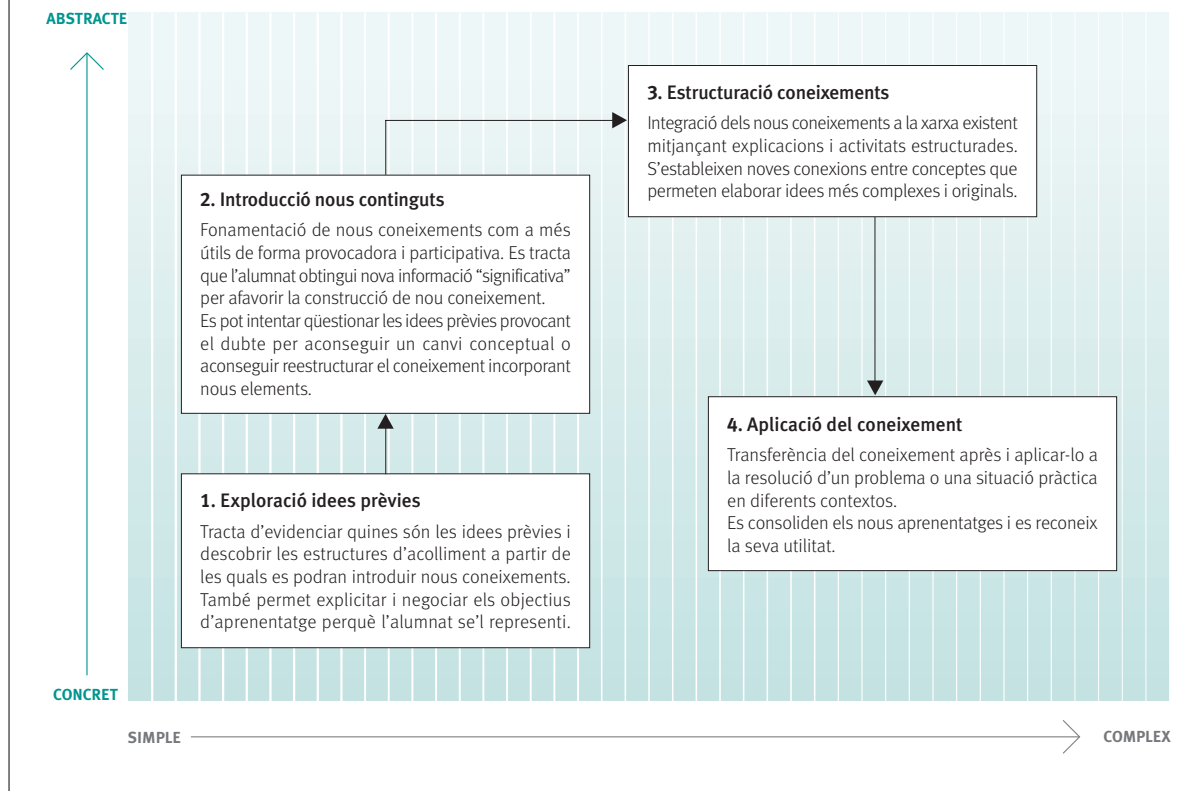 ABSTRACTE
3. Estructuració coneixements
Integració dels nous coneixements a la xarxa existent
mitjançant explicacions i activitats estructurades.
S’estableixen noves conexions entre conceptes que
permeten elaborar idees més complexes i originals.
2. Introducció nous continguts
Fonamentació de nous coneixements com a més
útils de forma provocadora i participativa. Es tracta
que l’alumnat obtingui nova informació “significativa”
per afavorir la construcció de nou coneixement.
Es pot intentar qüestionar les idees prèvies provocant
el dubte per aconseguir un canvi conceptual o
aconseguir reestructurar el coneixement incorporant
nous elements.
4. Aplicació del coneixement
Transferència del coneixement après i aplicar-lo a
la resolució d’un problema o una situació pràctica
en diferents contextos.
Es consoliden els nous aprenentatges i es reconeix
la seva utilitat.
1. Exploració idees prèvies
Tracta d’evidenciar quines són les idees prèvies i
descobrir les estructures d’acolliment a partir de
les quals es podran introduir nous coneixements.
També permet explicitar i negociar els objectius
d’aprenentatge perquè l’alumnat se’l representi.
CONCRET
SIMPLE
COMPLEX